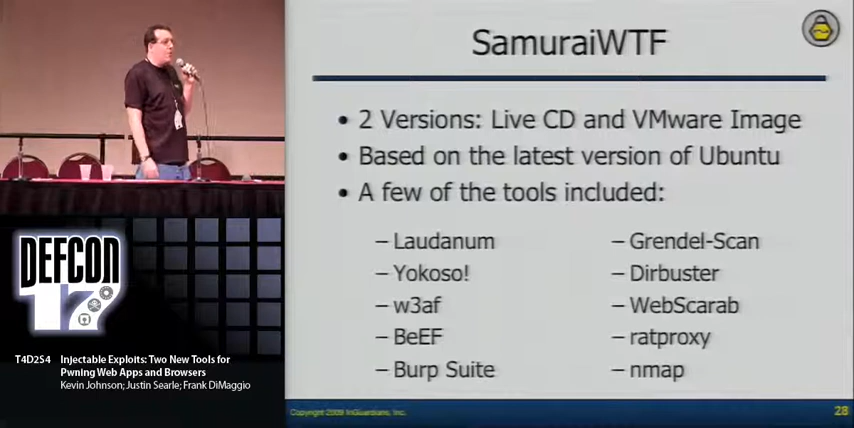 SamuraiWTF
• 2 Versions: Live CD and VMware Image
• Based on the latest version of Ubuntu
• A few of the tools included:
– Laudanum
– Yokoso!
– w3af
– BeEF
– Burp Suite
– Grendel-Scan
– Dirbuster
– WebScarab
– ratproxy
– nmap
Copyright 2009 InGuardians, Inc.
28
DEFCON
17
T4D2S4 Injectable Exploits: Two New Tools for
Pwning Web Apps and Browsers
Kevin Johnson; Justin Searle; Frank DiMaggio